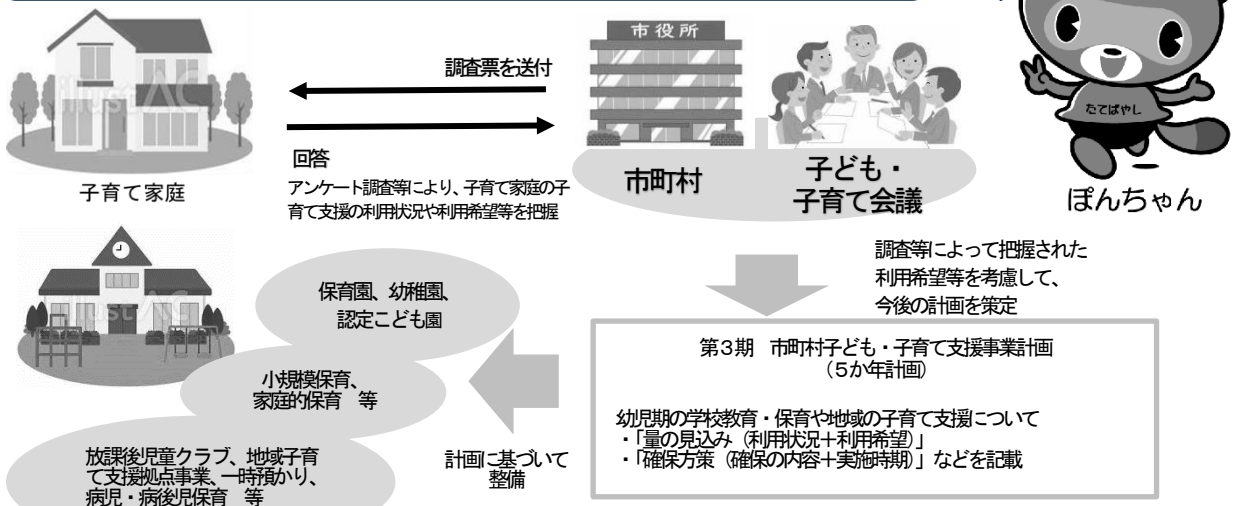 市役所
調査票を送付
たてばやし
回答
アンケート調査等により、子育て家庭の子
育て支援の利用状況や利用希望等を把握
子育て家庭
市町村
子ども・
子育て会議
ぽんちゃん
調査等によって把握された
利用希望等を考慮して、
今後の計画を策定
保育園、幼稚園、
認定こども園
小規模保育、
家庭的保育 等
放課後児童クラブ、地域子育
て支援拠点事業、一時預かり、
病児・病後児保育 等
計画に基づいて
整備
第3期 市町村子ども・子育て支援事業計画
(5か年計画)
幼児期の学校教育・保育や地域の子育て支援について
・「量の見込み(利用状況+利用希望)」
・「確保方策(確保の内容+実施時期)」などを記載
illust AC